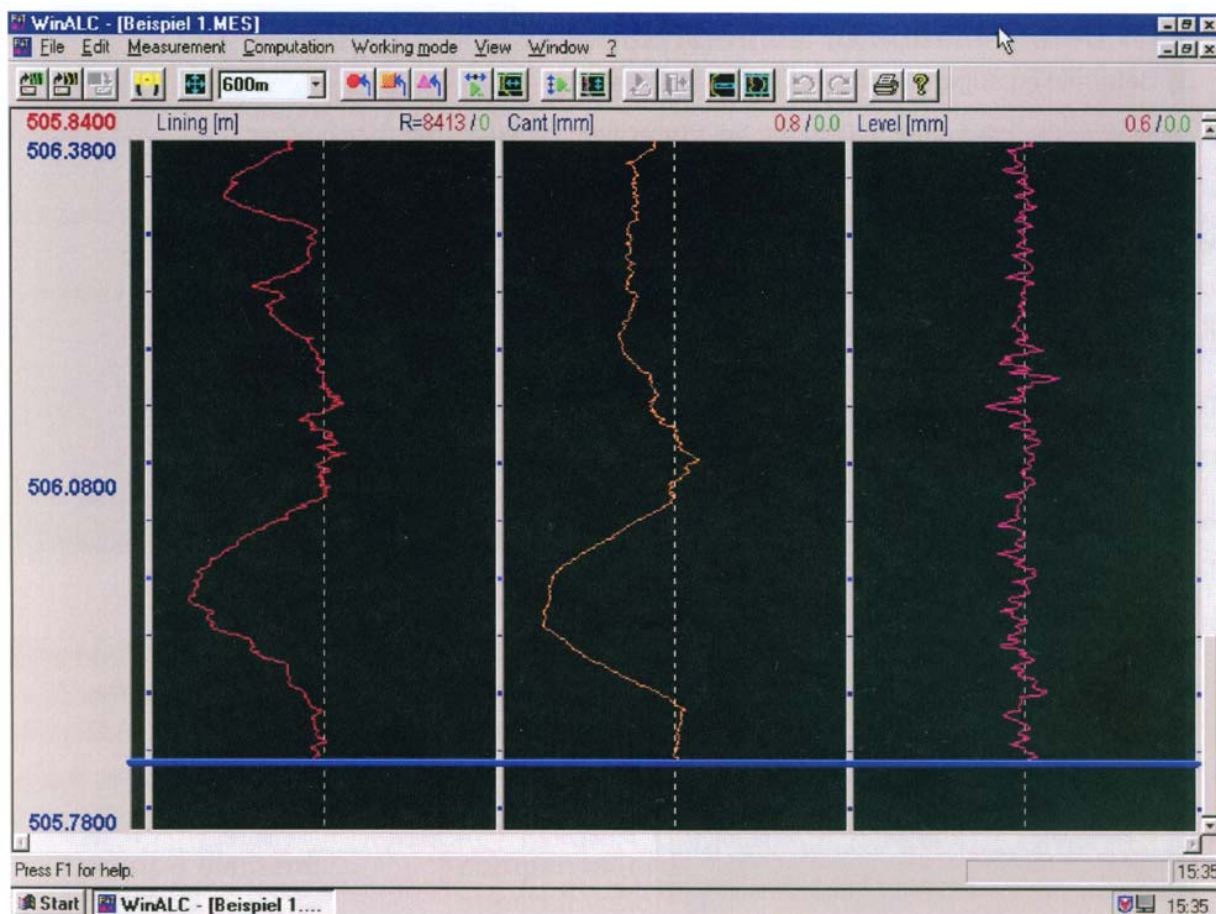 WinALC - [Beispiel 1.MES]
File Edit Measurement Computation Working mode View Window ?
600m
505.8400 Lining [m] R=8413 / 0 Cant [mm] 0.8 / 0.0 Level [mm] 0.6 / 0.0
506.3800
506.0800
505.7800
Press F1 for help.
15:35
Start WinALC - [Beispiel 1.... 15:35